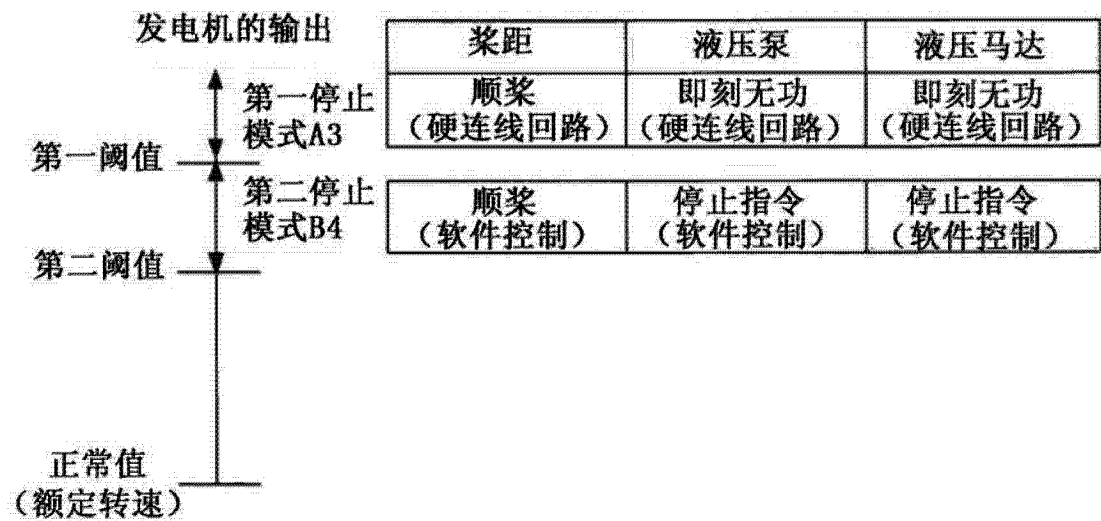 发电机的输出
桨距 液压泵 液压马达
第一停止
模式A3
顺桨
（硬连线回路）
即刻无功
（硬连线回路）
即刻无功
（硬连线回路）
第一阈值
第二停止
模式B4
顺桨
（软件控制）
停止指令
（软件控制）
停止指令
（软件控制）
第二阈值
正常值
（额定转速）